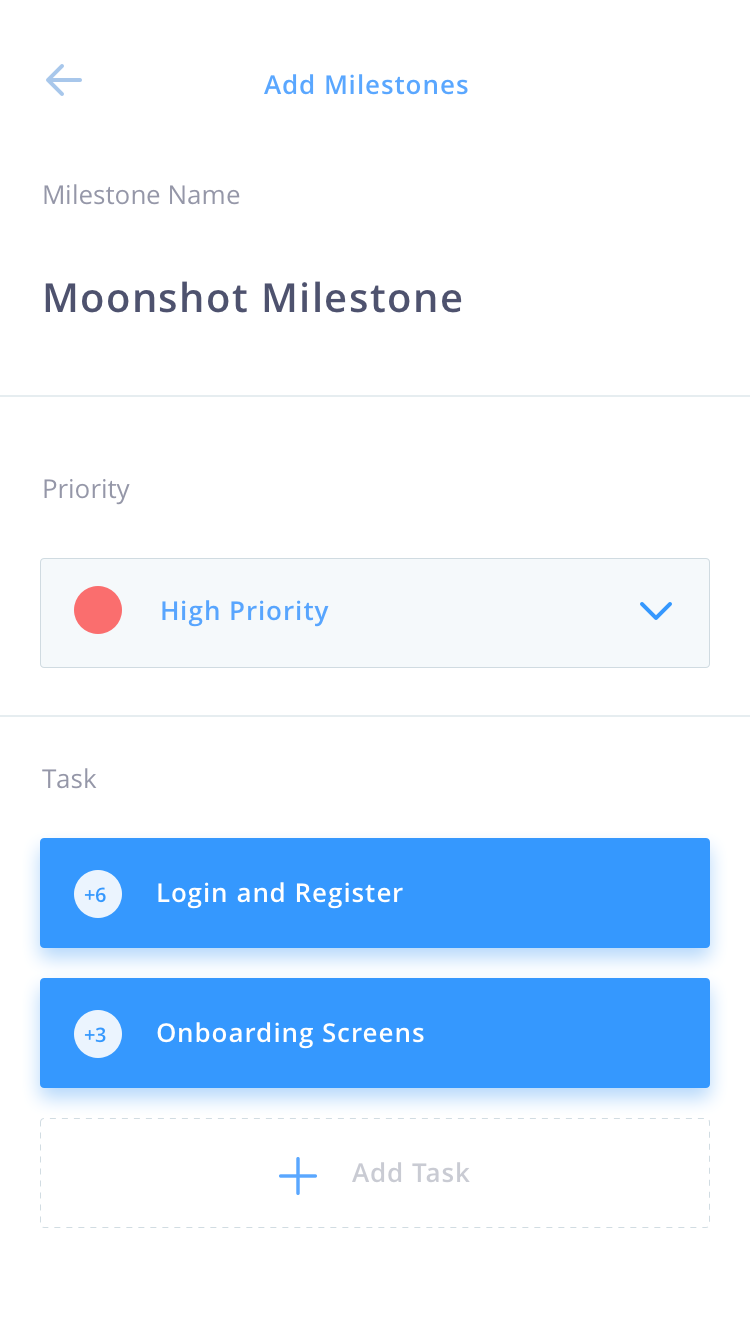 Add Milestones
Milestone Name
Moonshot Milestone
Priority
High Priority
Task
+6 Login and Register
+3 Onboarding Screens
Add Task